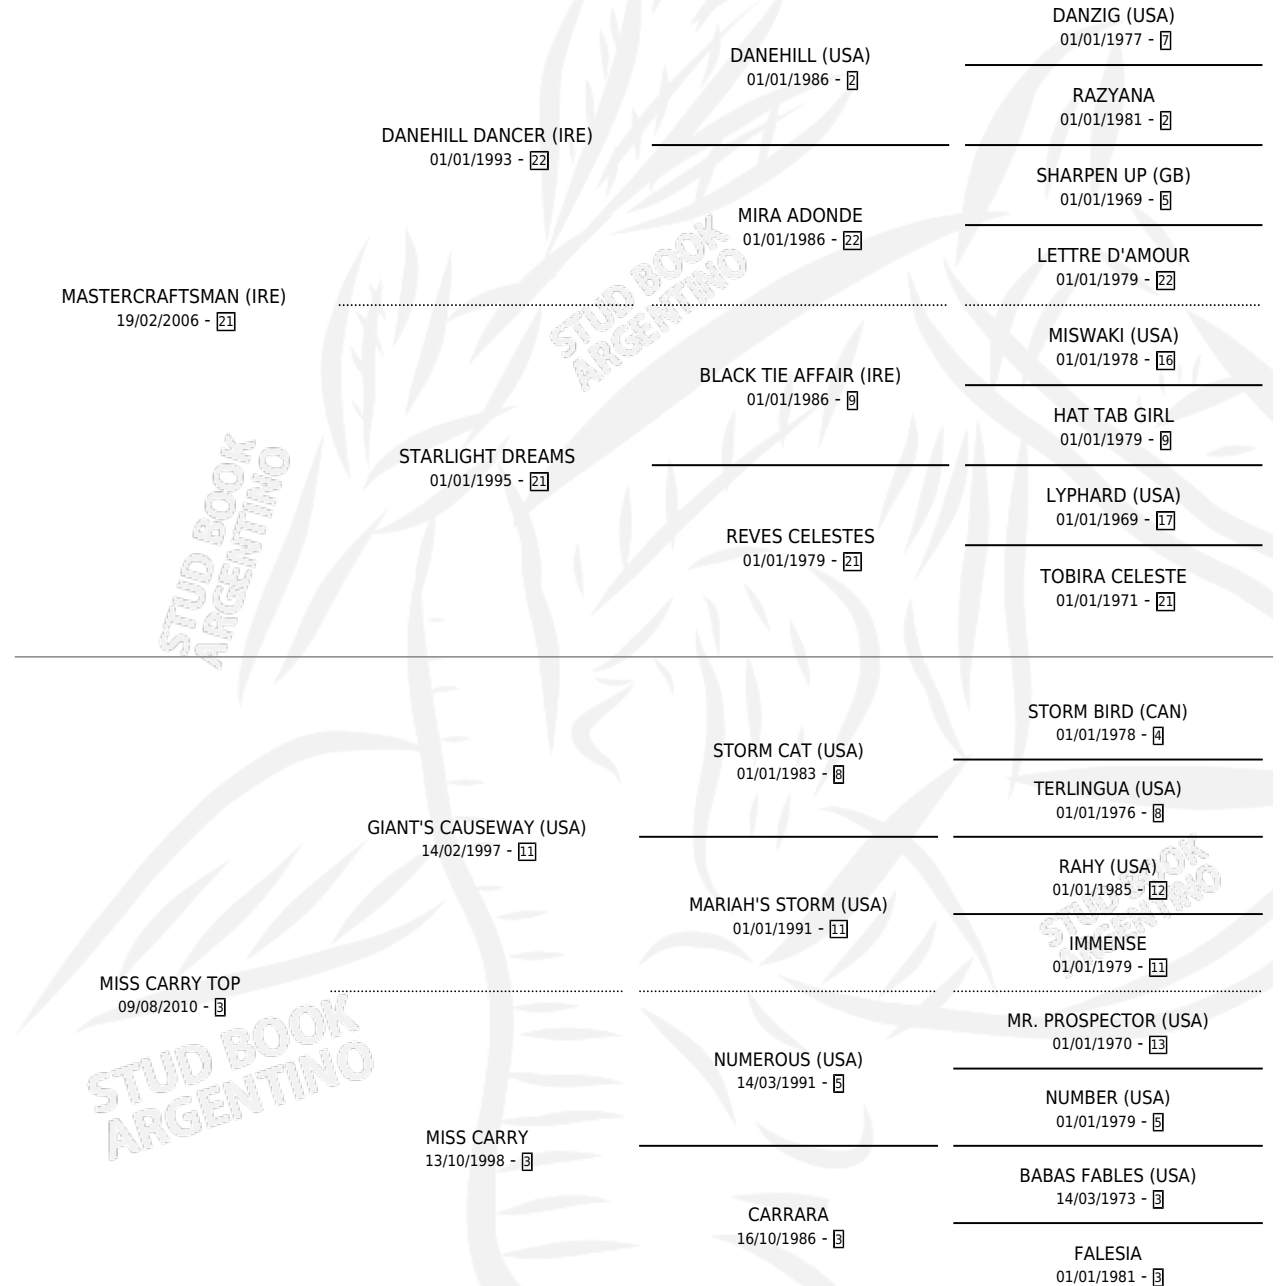 DANZIG (USA)
01/01/1977 - 7
DANEHILL (USA)
01/01/1986 - 2
RAZYANA
01/01/1981 - 2
DANEHILL DANCER (IRE)
01/01/1993 - 22
SHARPEN UP (GB)
01/01/1969 - 5
MIRA ADONDE
01/01/1986 - 22
LETTRE D'AMOUR
01/01/1979 - 22
MASTERCRAFTSMAN (IRE)
19/02/2006 - 21
MISWAKI (USA)
01/01/1978 - 16
BLACK TIE AFFAIR (IRE)
01/01/1986 - 9
HAT TAB GIRL
01/01/1979 - 9
STARLIGHT DREAMS
01/01/1995 - 21
LYPHARD (USA)
01/01/1969 - 17
REVES CELESTES
01/01/1979 - 21
TOBIRA CELESTE
01/01/1971 - 21
STORM BIRD (CAN)
01/01/1978 - 4
STORM CAT (USA)
01/01/1983 - 8
TERLINGUA (USA)
01/01/1976 - 8
GIANT'S CAUSEWAY (USA)
14/02/1997 - 11
RAHY (USA)
01/01/1985 - 12
MARIAH'S STORM (USA)
01/01/1991 - 11
IMMENSE
01/01/1979 - 11
MISS CARRY TOP
09/08/2010 - 3
MR. PROSPECTOR (USA)
01/01/1970 - 13
NUMEROUS (USA)
14/03/1991 - 5
NUMBER (USA)
01/01/1979 - 5
MISS CARRY
13/10/1998 - 3
BABAS FABLES (USA)
14/03/1973 - 3
CARRARA
16/10/1986 - 3
FALESIA
01/01/1981 - 3
STUD BOOK
ARGENTINO
STUD BOOK
ARGENTINO
STUD BOOK
ARGENTINO
STUD BOOK
ARGENTINO